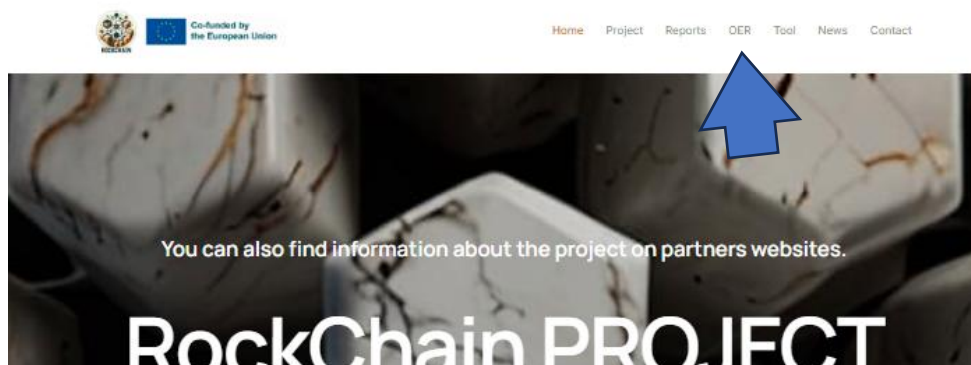 ROCKCHAIN
Co-funded by
the European Union
Home Project Reports OER Tool News Contact
You can also find information about the project on partners websites.
RockChain PROJECT